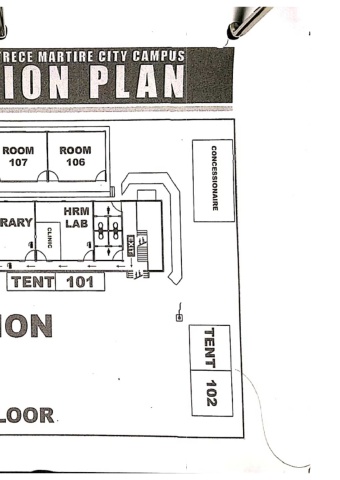 TRECE MARTIRE CITY CAMPUS
ION PLAN
ROOM 107
ROOM 106
CONCESSIONAIRE
RARY
CLINIC
HRM LAB
EXIT
TENT 101
ION
TENT 102
LOOR